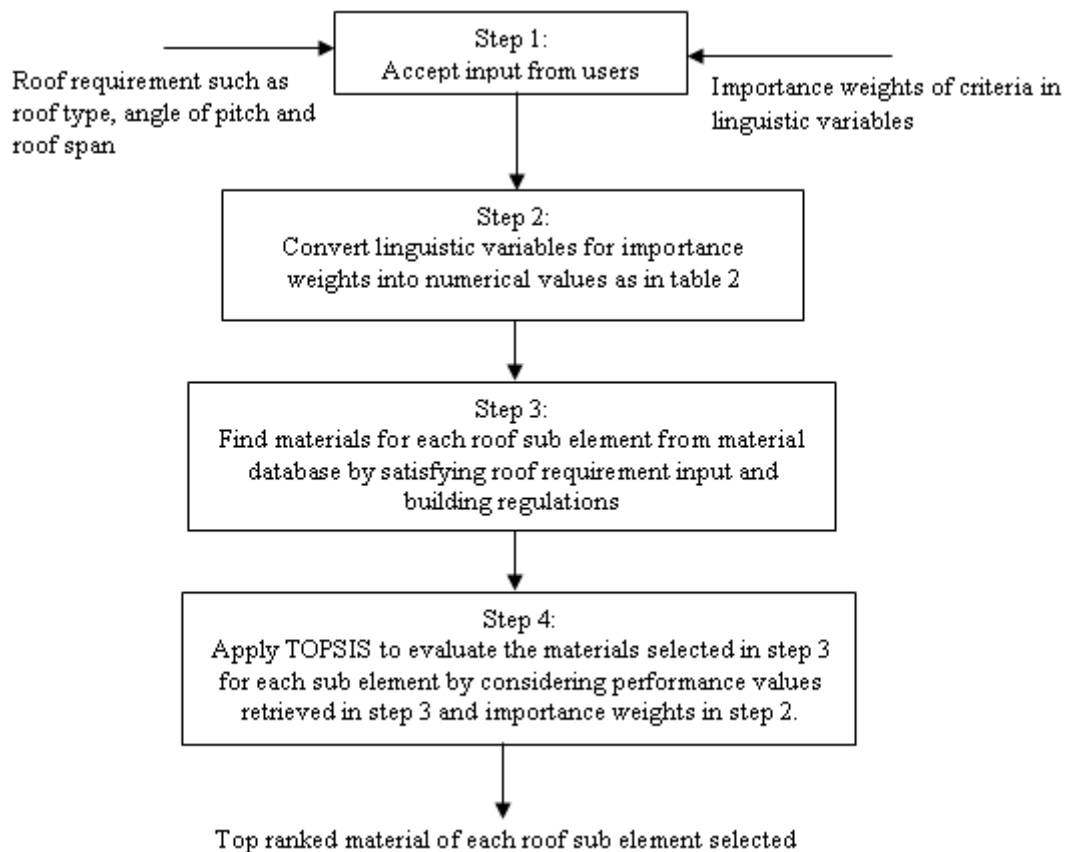 Step 1:
Accept input from users
Roof requirement such as
roof type, angle of pitch and
roof span
Importance weights of criteria in
linguistic variables
Step 2:
Convert linguistic variables for importance
weights into numerical values as in table 2
Step 3:
Find materials for each roof sub element from material
database by satisfying roof requirement input and
building regulations
Step 4:
Apply TOPSIS to evaluate the materials selected in step 3
for each sub element by considering performance values
retrieved in step 3 and importance weights in step 2.
Top ranked material of each roof sub element selected